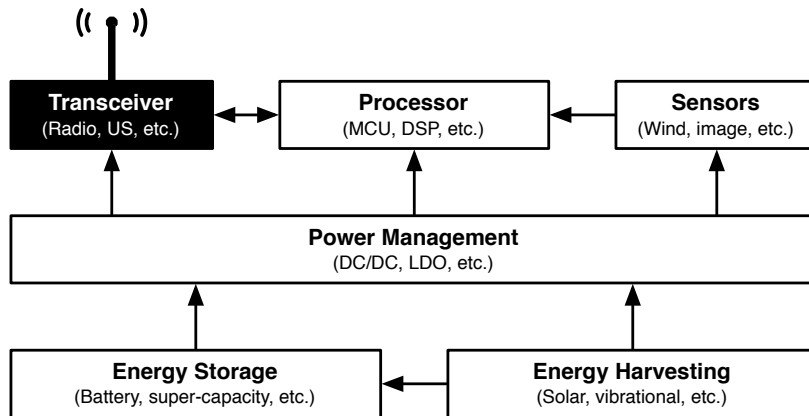 Transceiver
(Radio, US, etc.)
Processor
(MCU, DSP, etc.)
Sensors
(Wind, image, etc.)
Power Management
(DC/DC, LDO, etc.)
Energy Storage
(Battery, super-capacity, etc.)
Energy Harvesting
(Solar, vibrational, etc.)